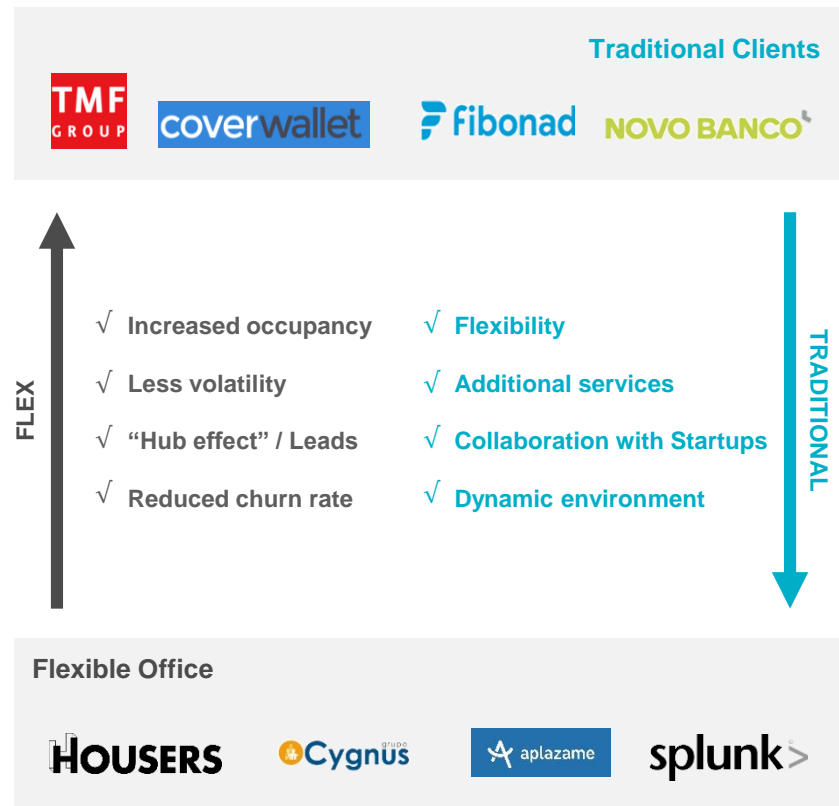 Traditional Clients
TMF
GROUP
coverwallet
fibonad
NOVO BANCO
FLEX
√ Increased occupancy
√ Less volatility
√ “Hub effect” / Leads
√ Reduced churn rate
√ Flexibility
√ Additional services
√ Collaboration with Startups
√ Dynamic environment
TRADITIONAL
Flexible Office
HOUSERS
grupo
Cygnus
aplazame
splunk>